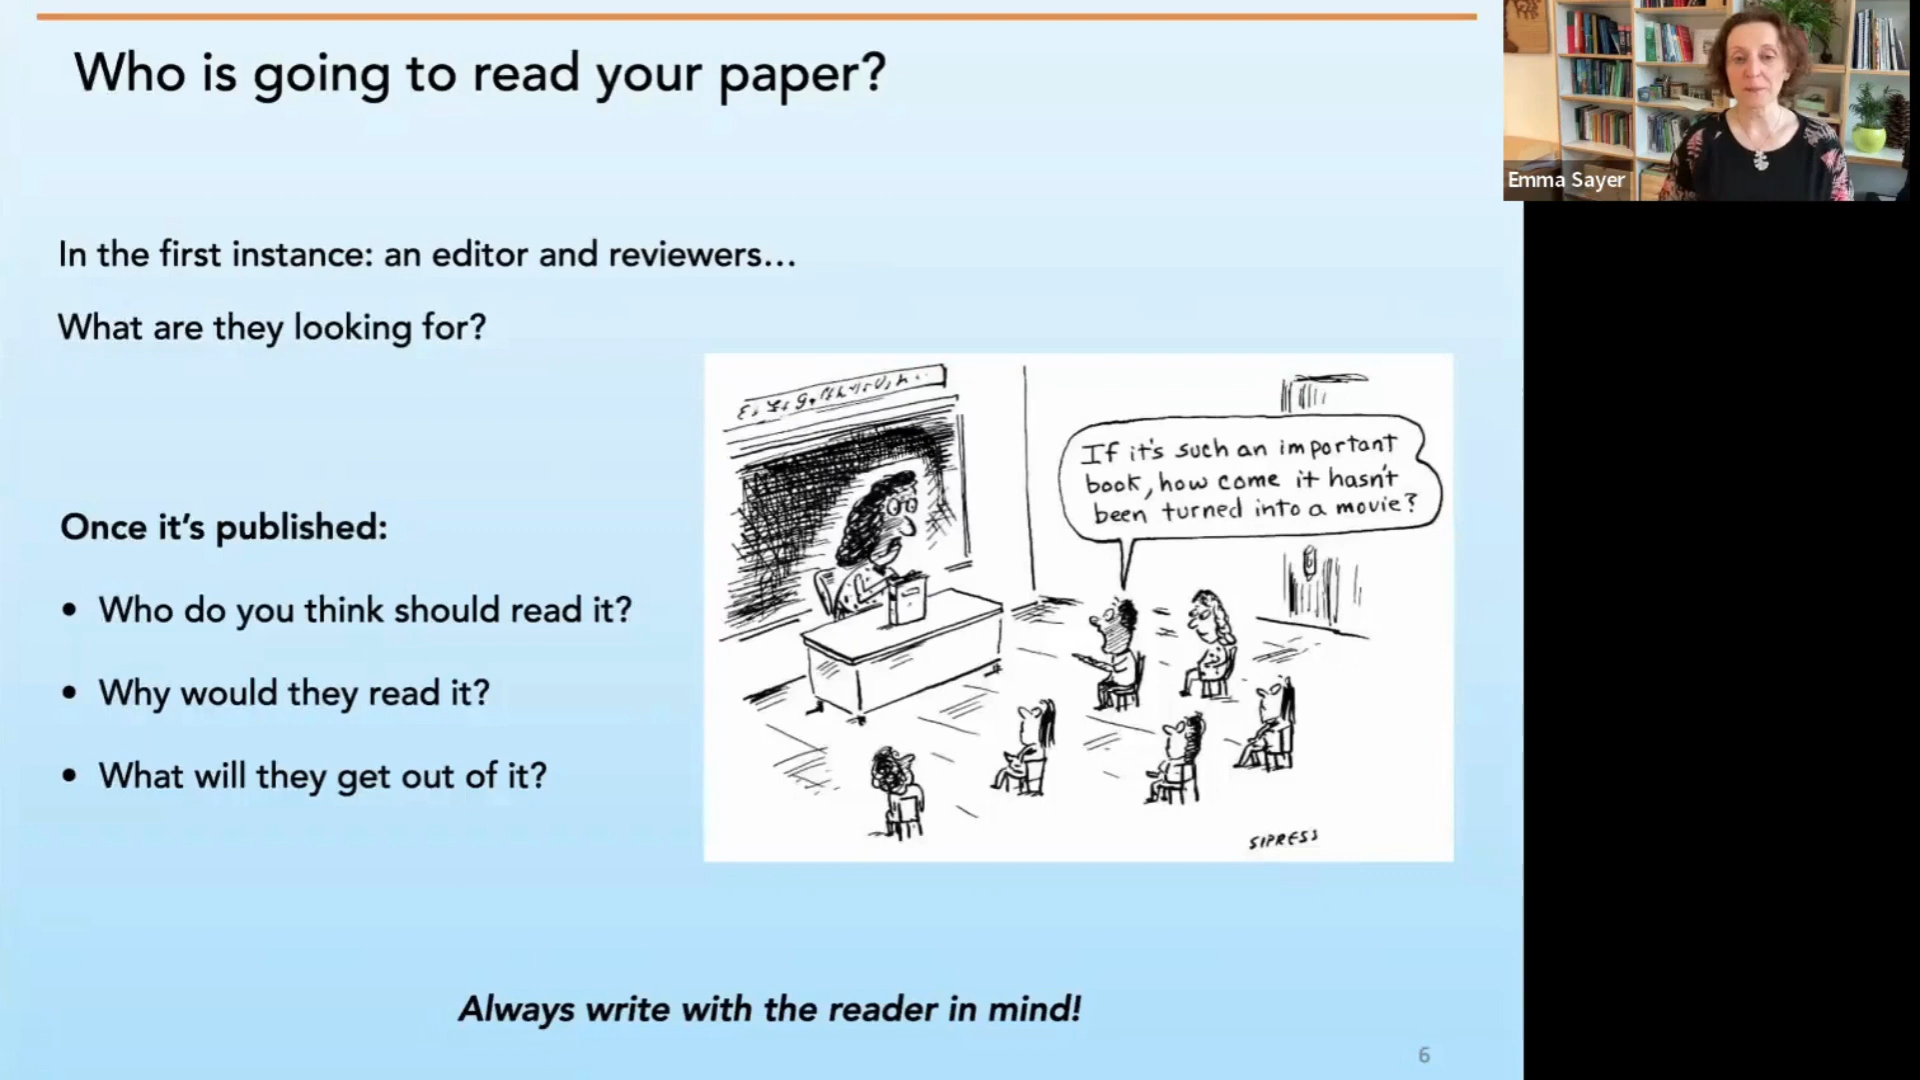 Who is going to read your paper?
Emma Sayer
In the first instance: an editor and reviewers…
What are they looking for?
If it's such an important
book, how come it hasn't
been turned into a movie?
Once it's published:
• Who do you think should read it?
• Why would they read it?
• What will they get out of it?
SIPRESS
Always write with the reader in mind!
6